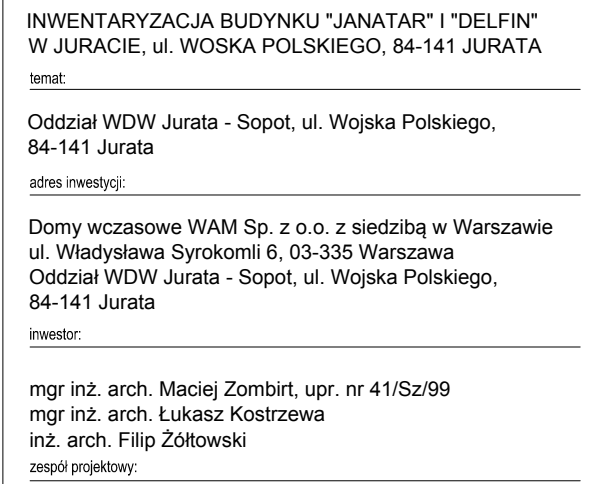 INWENTARYZACJA BUDYNKU "JANATAR" I "DELFIN"
W JURACIE, ul. WOSKA POLSKIEGO, 84-141 JURATA
temat:
Oddział WDW Jurata - Sopot, ul. Wojska Polskiego,
84-141 Jurata
adres inwestycji:
Domy wczasowe WAM Sp. z o.o. z siedzibą w Warszawie
ul. Władysława Syrokomli 6, 03-335 Warszawa
Oddział WDW Jurata - Sopot, ul. Wojska Polskiego,
84-141 Jurata
inwestor:
mgr inż. arch. Maciej Zombirt, upr. nr 41/Sz/99
mgr inż. arch. Łukasz Kostrzewa
inż. arch. Filip Żółtowski
zespół projektowy: